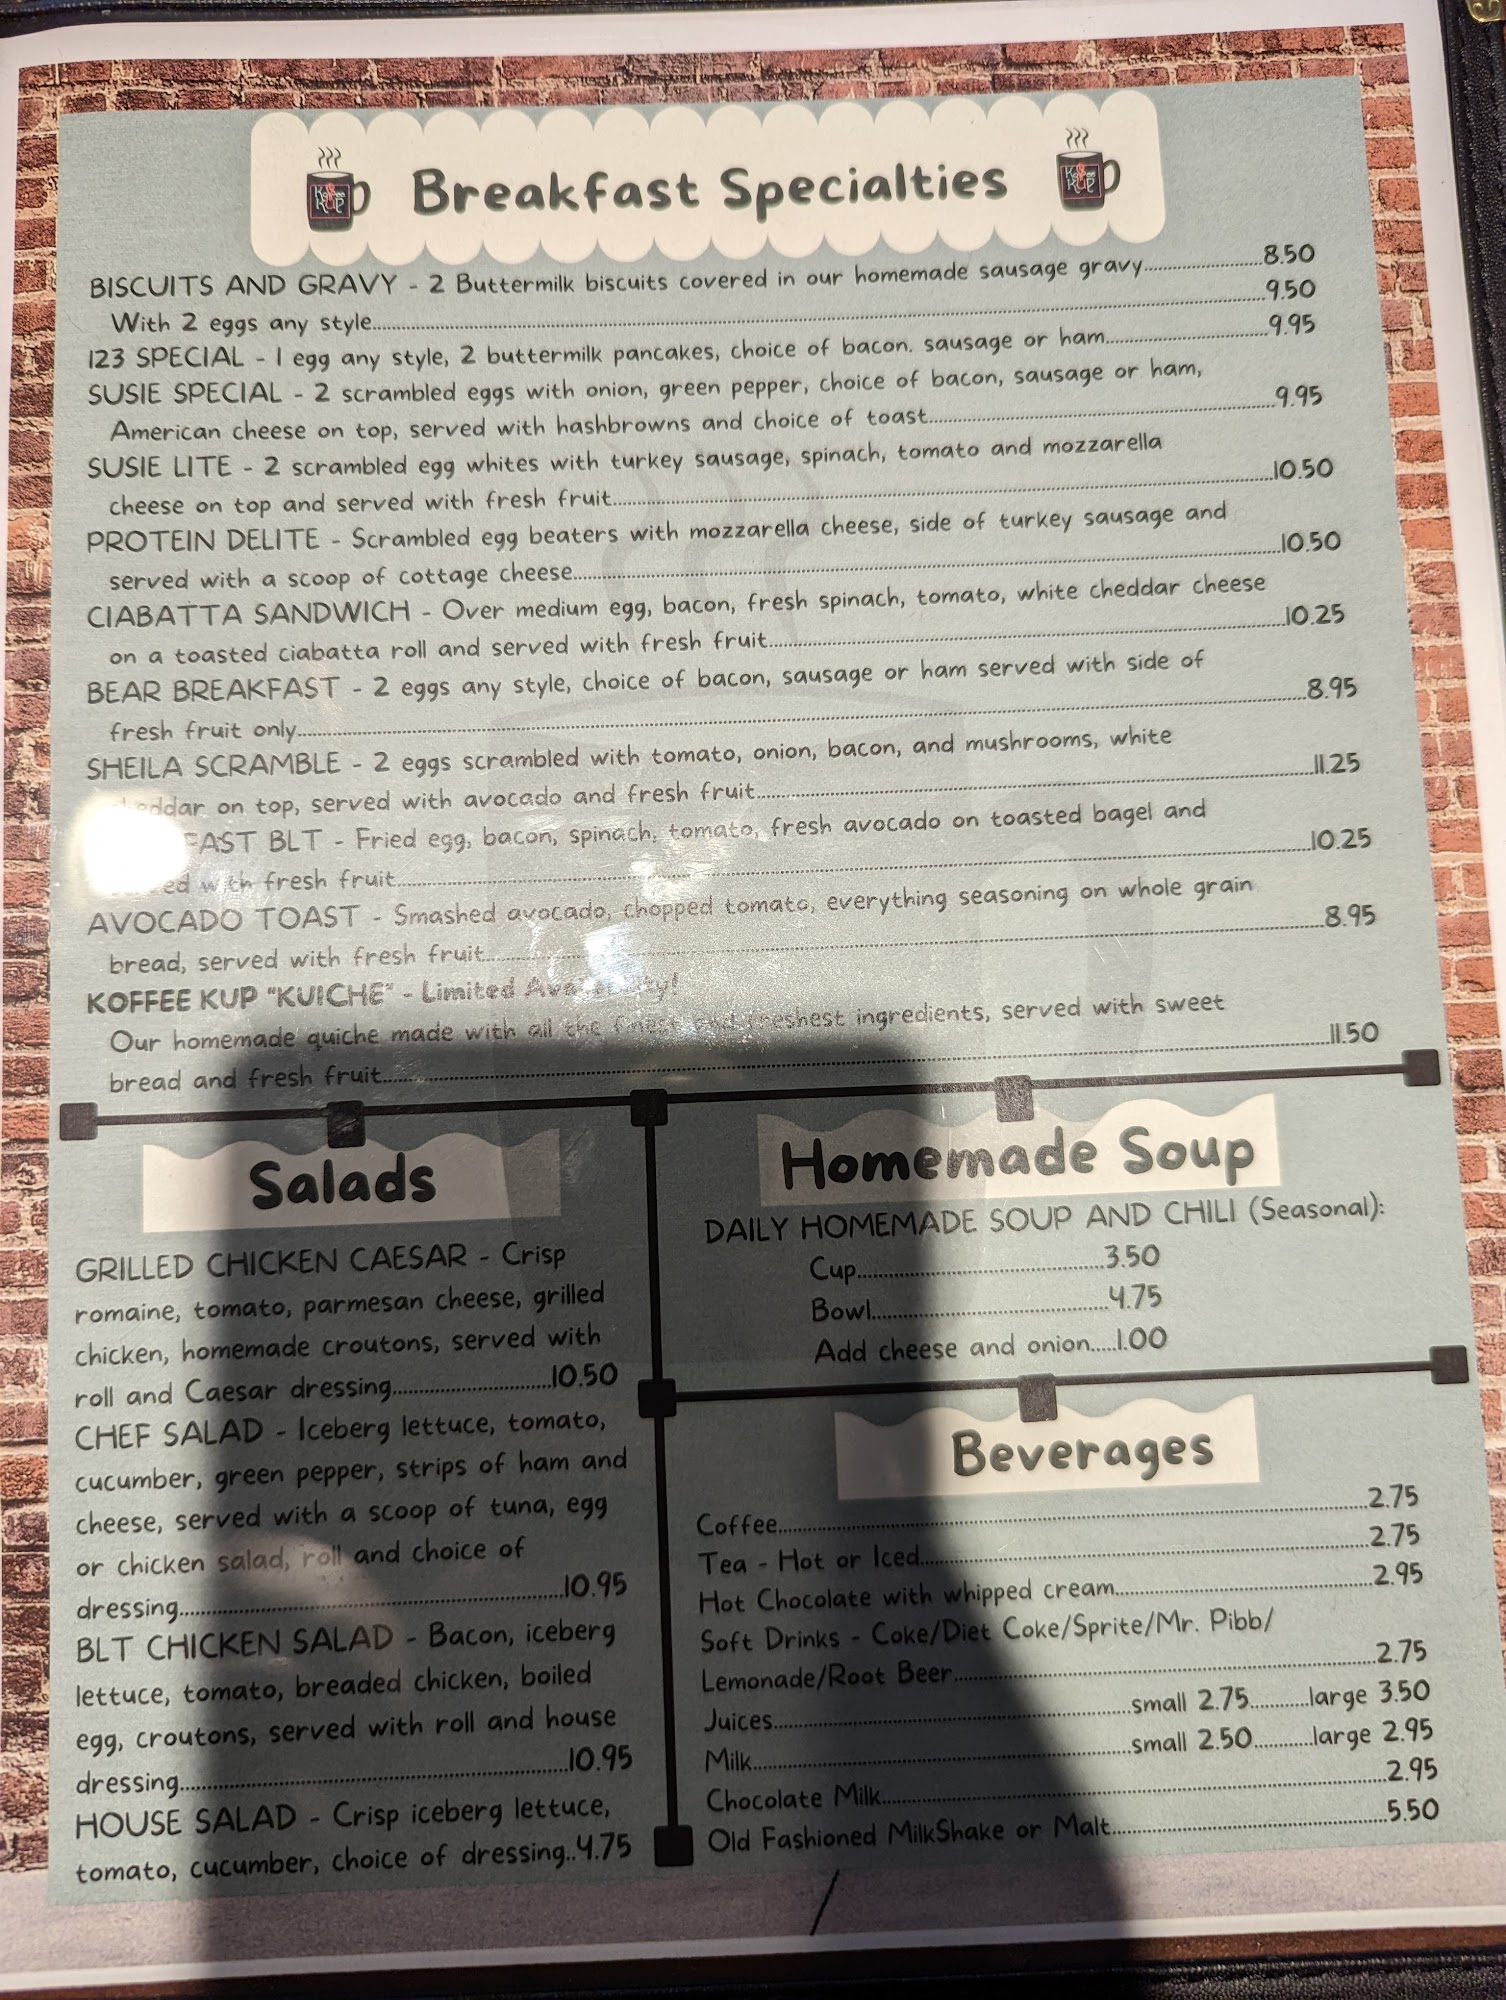 Koffee Kup Breakfast Specialties Koffee Kup
BISCUITS AND GRAVY - 2 Buttermilk biscuits covered in our homemade sausage gravy....8.50
With 2 eggs any style....9.50
123 SPECIAL - 1 egg any style, 2 buttermilk pancakes, choice of bacon. sausage or ham....9.95
SUSIE SPECIAL - 2 scrambled eggs with onion, green pepper, choice of bacon, sausage or ham,
American cheese on top, served with hashbrowns and choice of toast....9.95
SUSIE LITE - 2 scrambled egg whites with turkey sausage, spinach, tomato and mozzarella
cheese on top and served with fresh fruit....10.50
PROTEIN DELITE - Scrambled egg beaters with mozzarella cheese, side of turkey sausage and
served with a scoop of cottage cheese....10.50
CIABATTA SANDWICH - Over medium egg, bacon, fresh spinach, tomato, white cheddar cheese
on a toasted ciabatta roll and served with fresh fruit....10.25
BEAR BREAKFAST - 2 eggs any style, choice of bacon, sausage or ham served with side of
fresh fruit only....8.95
SHEILA SCRAMBLE - 2 eggs scrambled with tomato, onion, bacon, and mushrooms, white
cheddar on top, served with avocado and fresh fruit....11.25
BLT - Fried egg, bacon, spinach, tomato, fresh avocado on toasted bagel and
served with fresh fruit....10.25
AVOCADO TOAST - Smashed avocado, chopped tomato, everything seasoning on whole grain
bread, served with fresh fruit....8.95
KOFFEE KUP "KUICHE" - Limited Availability!
Our homemade quiche made with all the finest and freshest ingredients, served with sweet
bread and fresh fruit....11.50
Salads
GRILLED CHICKEN CAESAR - Crisp
romaine, tomato, parmesan cheese, grilled
chicken, homemade croutons, served with
roll and Caesar dressing....10.50
CHEF SALAD - Iceberg lettuce, tomato,
cucumber, green pepper, strips of ham and
cheese, served with a scoop of tuna, egg
or chicken salad, roll and choice of
dressing....10.95
BLT CHICKEN SALAD - Bacon, iceberg
lettuce, tomato, breaded chicken, boiled
egg, croutons, served with roll and house
dressing....10.95
HOUSE SALAD - Crisp iceberg lettuce,
tomato, cucumber, choice of dressing..4.75
Homemade Soup
DAILY HOMEMADE SOUP AND CHILI (Seasonal):
Cup....3.50
Bowl....4.75
Add cheese and onion.....1.00
Beverages
Coffee....2.75
Tea - Hot or Iced....2.75
Hot Chocolate with whipped cream....2.95
Soft Drinks - Coke/Diet Coke/Sprite/Mr. Pibb/
Lemonade/Root Beer....2.75
Juices....small 2.75....large 3.50
Milk....small 2.50....large 2.95
Chocolate Milk....2.95
Old Fashioned MilkShake or Malt....5.50